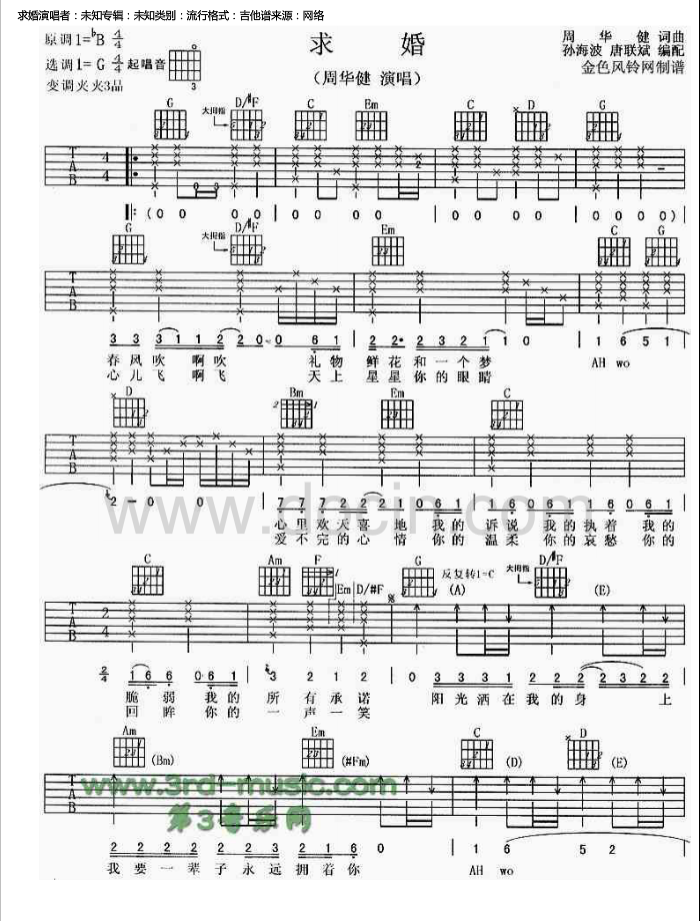 求婚演唱者：未知专辑：未知类别：流行格式：吉他谱来源：网络
求 婚
原调1=♭B 4/4
周 华 健 词曲
选调1=G 4/4 起唱音
孙海波 唐联斌 编配
变调夹夹3品
（周华健 演唱）
金色风铃网制谱
G 大拇指 D/#F C Em C D G
T A B 4 4
‖: (0 0 0 0 | 0 0 0 0 | 0 0 0 0 | 0 0 0 0)
G 大拇指 D/#F Em C G
T A B
3 3 3 1 1 2 2 0 0 6 1 | 2 2· 2 3 2 1 1 0 1 6 5 1
春 风 吹 啊 吹 礼 物 鲜 花 和 一 个 梦 AH wo
心 儿 飞 啊 飞 天 上 星 星 你 的 眼 睛
D Bm Em C
T A B
2 - 0 0 | 7 7 7 2 2 2 1 0 6 1
心 里 欢 天 喜 地 我 的 诉 说 我 的 执 着 我 的
爱 不 完 的 心 情 你 的 温 柔 你 的 哀 愁 你 的
www.docin.com
C Am F Em D/#F G 反复转1-C 大拇指 D/#F
(A) (E)
T A B 2 4
2/4 1 6 6 0 6 1 | 3 2 1 2 | 0 3 3 3 3 2 2 2 2 3 2 2
脆 弱 我 的 所 有 承 诺 阳 光 洒 在 我 的 身 上
回 眸 你 的 一 声 一 笑
Am (Bm) Em (#Fm) C (D) D (E)
T A B
www.3rd-music.com
第3音乐网
2 2 2 2 2 2 2 2 2 1 6 0 | 0 1 6 5 2
我 要 一 辈 子 永 远 拥 着 你 AH wo